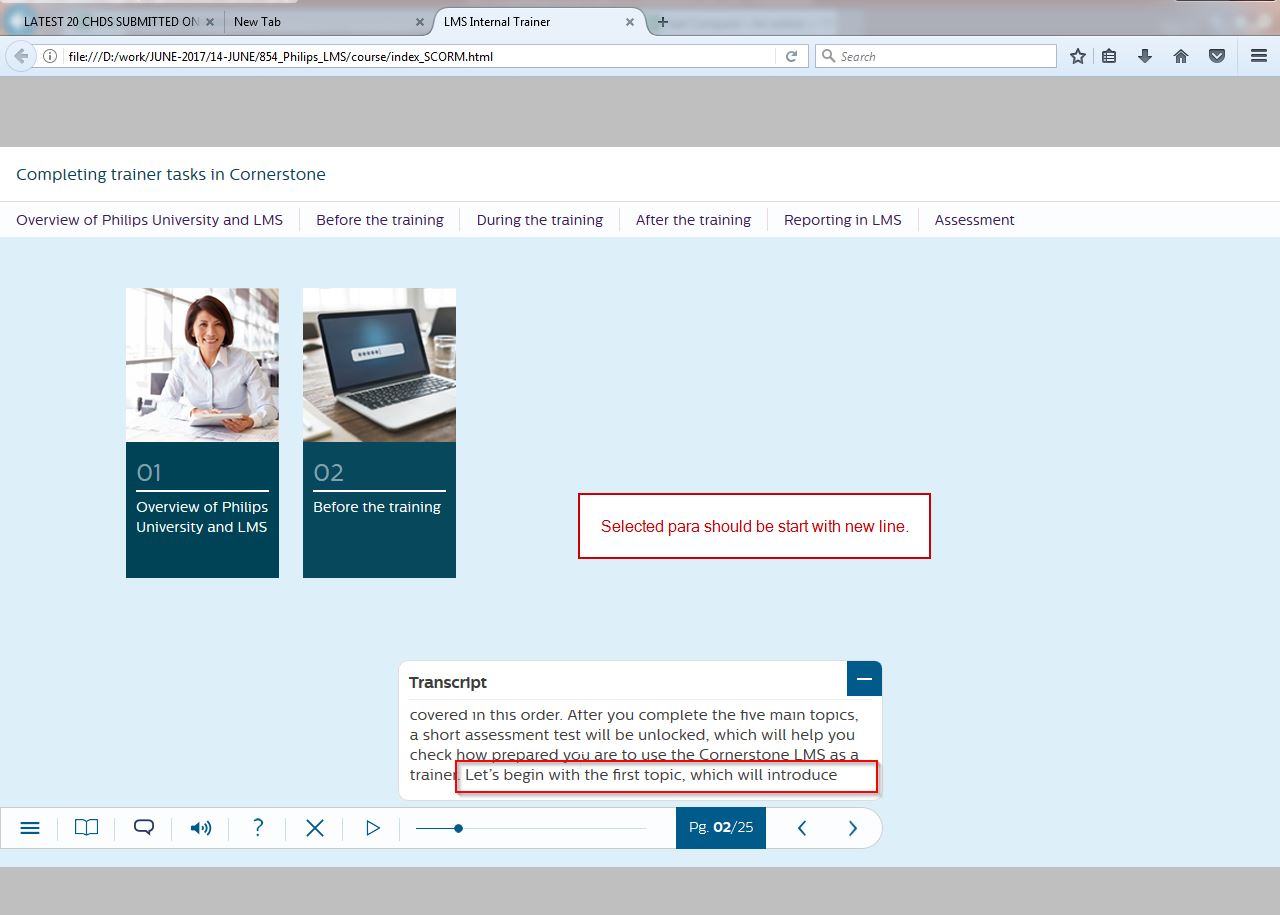 LATEST 20 CHDS SUBMITTED ON
New Tab
LMS Internal Trainer
file:///D:/work/JUNE-2017/14-JUNE/854_Philips_LMS/course/index_SCORM.html
Search
Completing trainer tasks in Cornerstone
Overview of Philips University and LMS
Before the training
During the training
After the training
Reporting in LMS
Assessment
01
Overview of Philips
University and LMS
02
Before the training
Selected para should be start with new line.
Transcript
covered in this order. After you complete the five main topics,
a short assessment test will be unlocked, which will help you
check how prepared you are to use the Cornerstone LMS as a
trainer. Let's begin with the first topic, which will introduce
?
Pg. 02/25